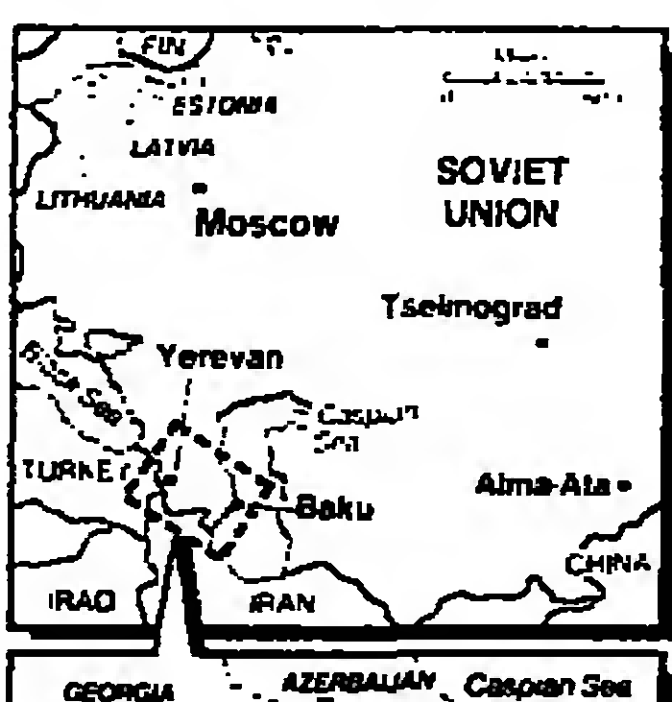 FIN
ESTONIA
LATVIA
LITHUANIA
Moscow
SOVIET
UNION
Tselinograd
Yerevan
Black Sea
Caspian
Sea
TURKEY
Alma-Ata
Baku
CHINA
IRAQ
IRAN
GEORGIA
AZERBAIJAN
Caspian Sea